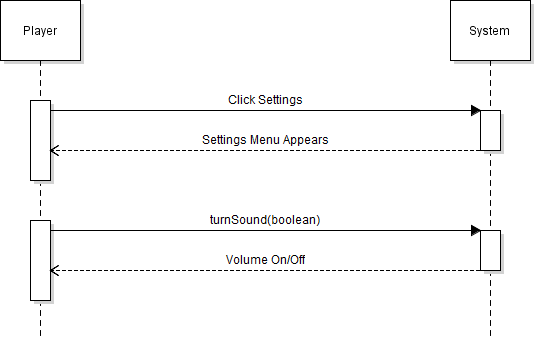 Player
System
Click Settings
Settings Menu Appears
turnSound(boolean)
Volume On/Off